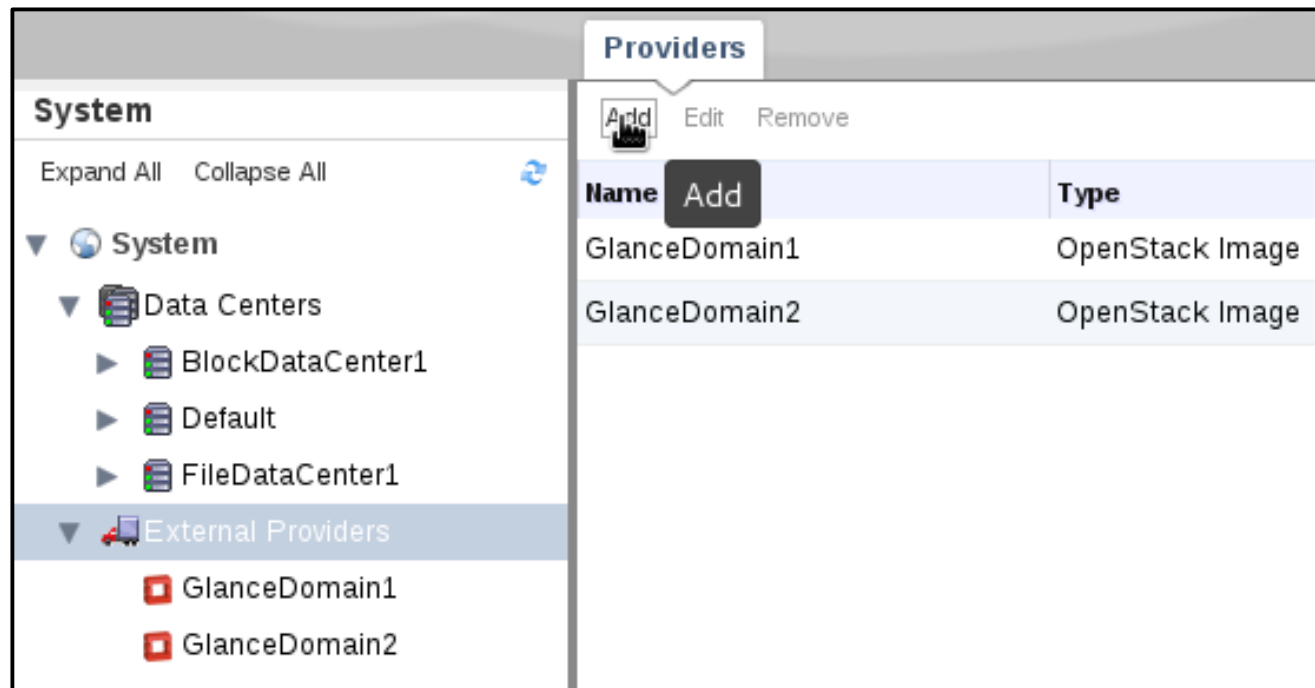 Providers
System
Add Edit Remove
Expand All Collapse All
Name Add Type
System
GlanceDomain1 OpenStack Image
Data Centers
GlanceDomain2 OpenStack Image
BlockDataCenter1
Default
FileDataCenter1
External Providers
GlanceDomain1
GlanceDomain2